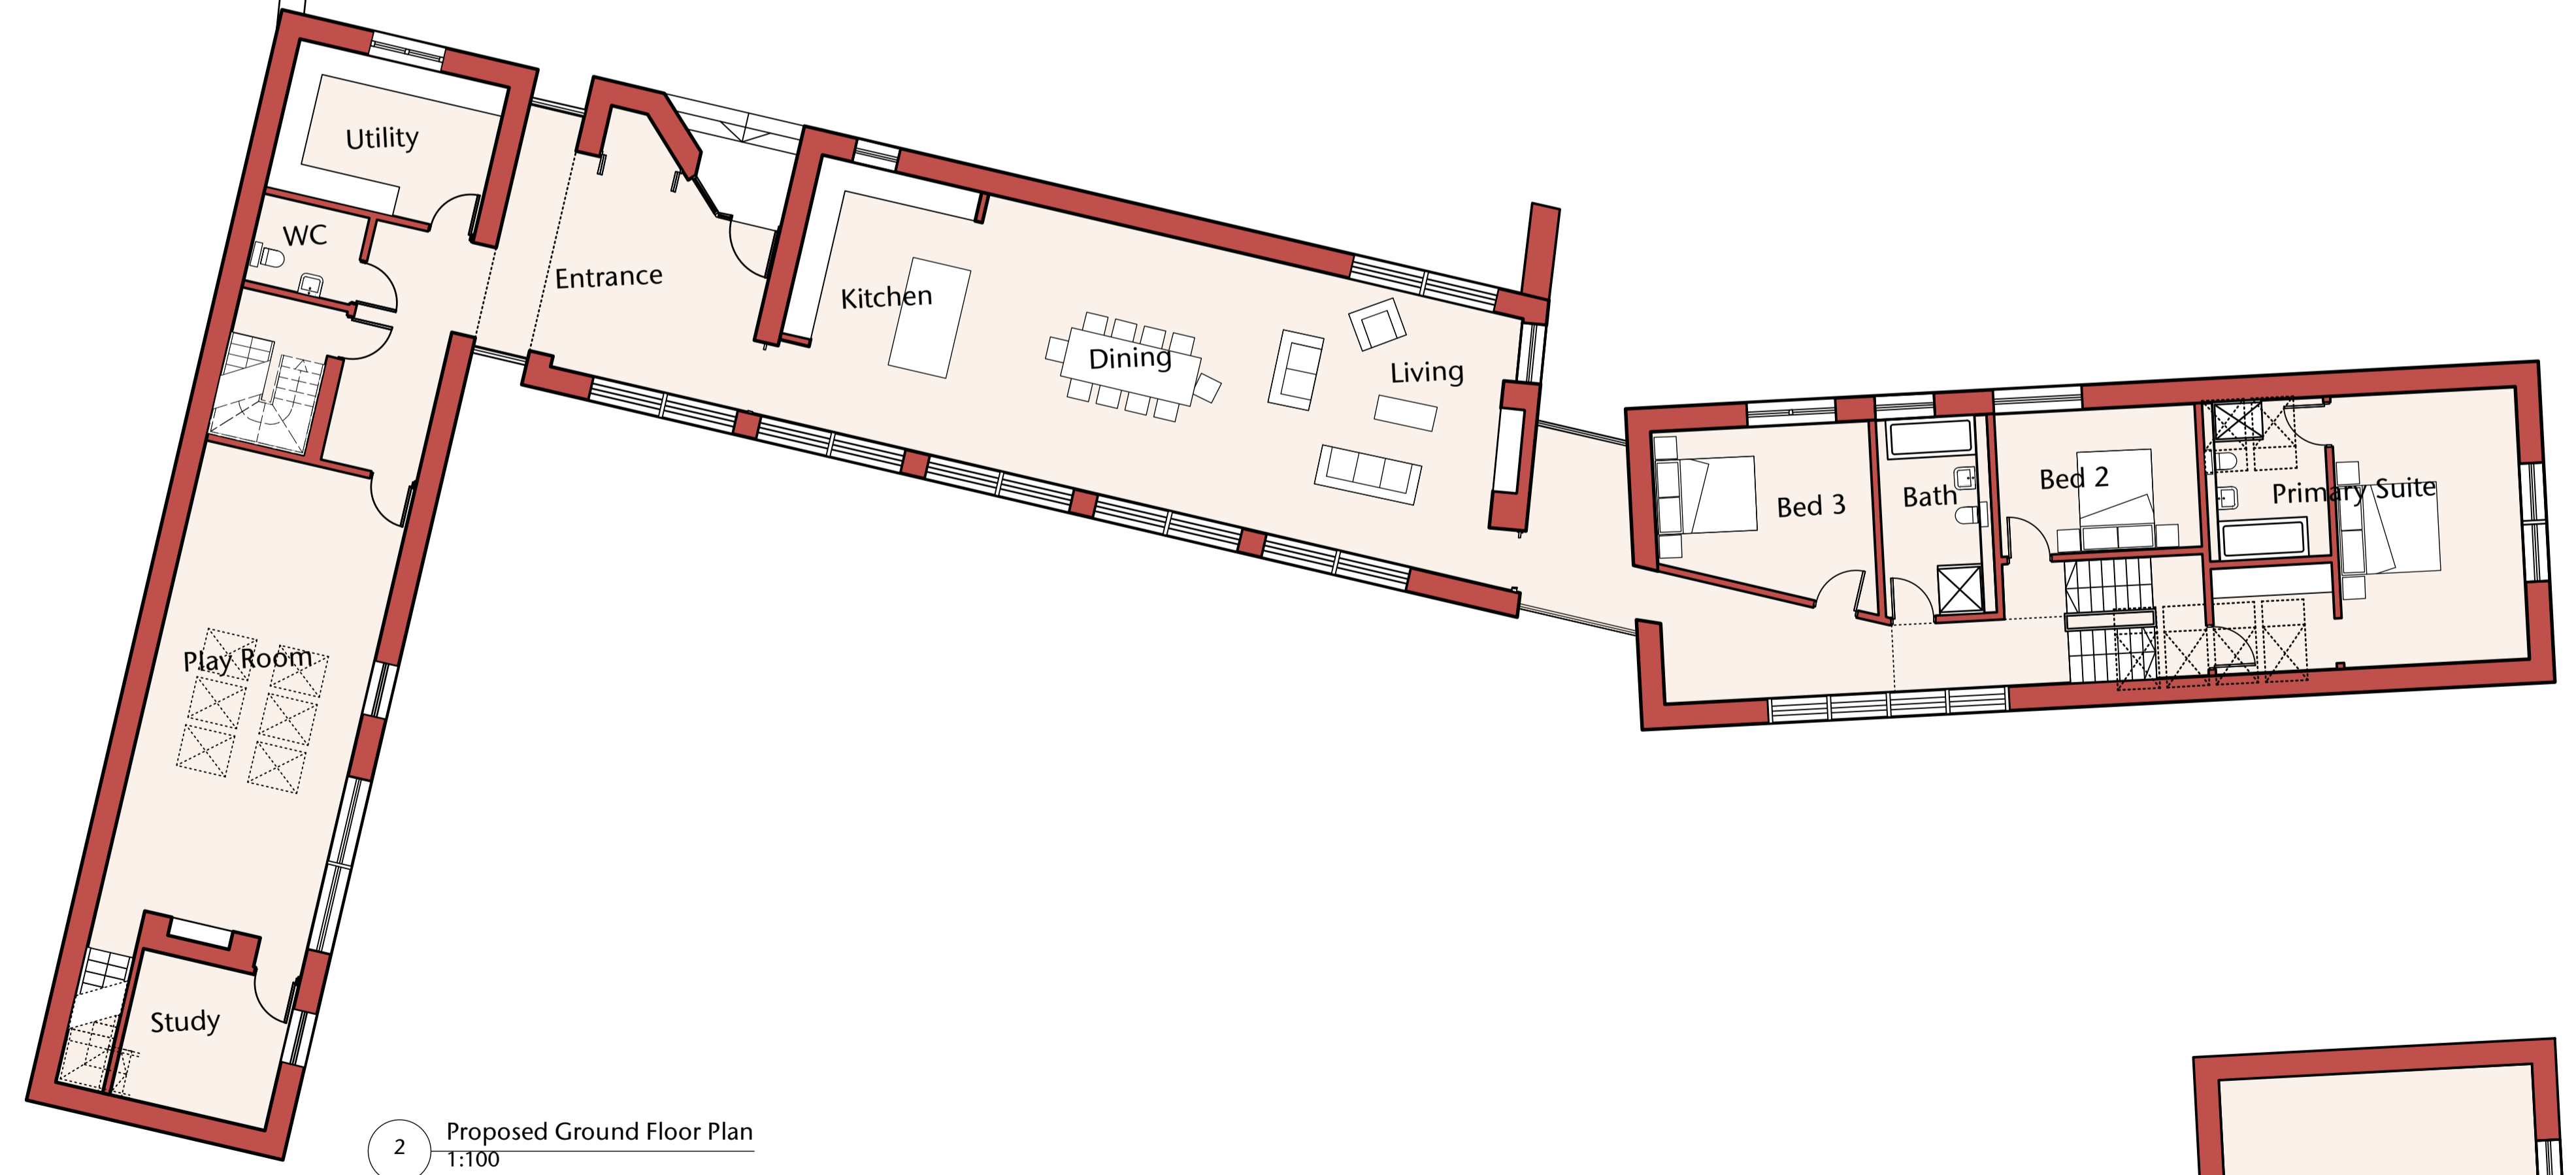 Utility
WC
Entrance
Kitchen
Dining
Living
Bed 3
Bath
Bed 2
Primary Suite
Play Room
Study
2
Proposed Ground Floor Plan
1:100